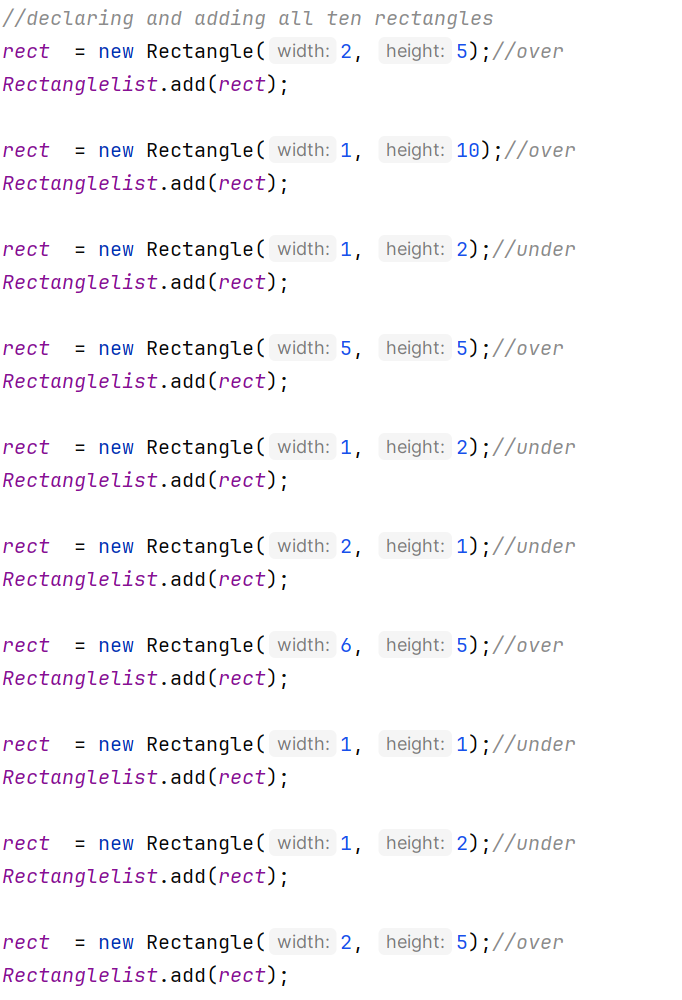 //declaring and adding all ten rectangles
rect  = new Rectangle( width: 2,  height: 5);//over
Rectanglelist.add(rect);

rect  = new Rectangle( width: 1,  height: 10);//over
Rectanglelist.add(rect);

rect  = new Rectangle( width: 1,  height: 2);//under
Rectanglelist.add(rect);

rect  = new Rectangle( width: 5,  height: 5);//over
Rectanglelist.add(rect);

rect  = new Rectangle( width: 1,  height: 2);//under
Rectanglelist.add(rect);

rect  = new Rectangle( width: 2,  height: 1);//under
Rectanglelist.add(rect);

rect  = new Rectangle( width: 6,  height: 5);//over
Rectanglelist.add(rect);

rect  = new Rectangle( width: 1,  height: 1);//under
Rectanglelist.add(rect);

rect  = new Rectangle( width: 1,  height: 2);//under
Rectanglelist.add(rect);

rect  = new Rectangle( width: 2,  height: 5);//over
Rectanglelist.add(rect);